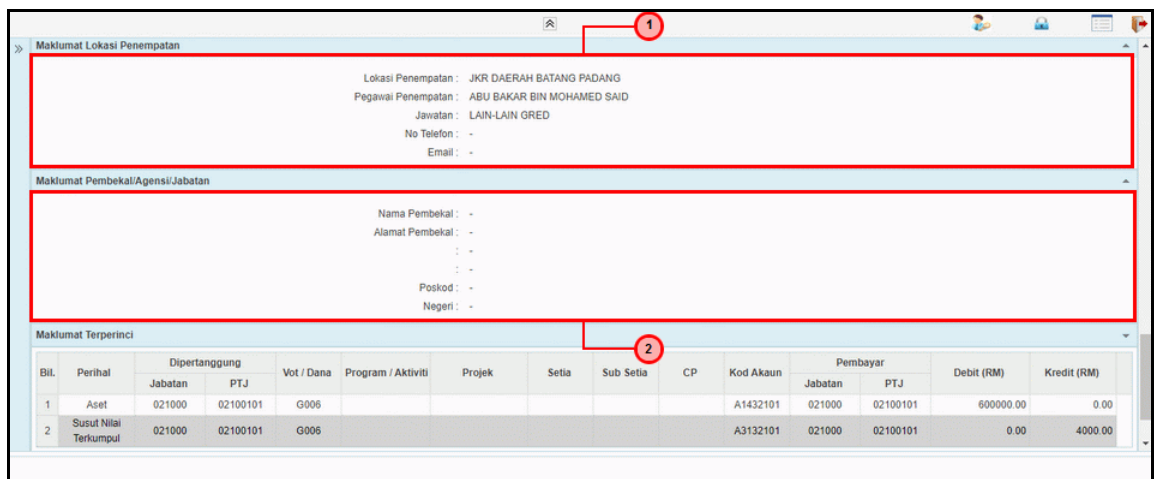 1
Maklumat Lokasi Penempatan
Lokasi Penempatan : JKR DAERAH BATANG PADANG
Pegawai Penempatan : ABU BAKAR BIN MOHAMED SAID
Jawatan : LAIN-LAIN GRED
No Telefon : -
Email : -
Maklumat Pembekal/Agensi/Jabatan
Nama Pembekal : -
Alamat Pembekal : -
: -
: -
Poskod : -
Negeri : -
Maklumat Terperinci
2
Bil. Perihal Dipertanggung Vot / Dana Program / Aktiviti Projek Setia Sub Setia CP Kod Akaun Pembayar Debit (RM) Kredit (RM)
Jabatan PTJ Jabatan PTJ
1 Aset 021000 02100101 G006 A1432101 021000 02100101 600000.00 0.00
2 Susut Nilai Terkumpul 021000 02100101 G006 A3132101 021000 02100101 0.00 4000.00